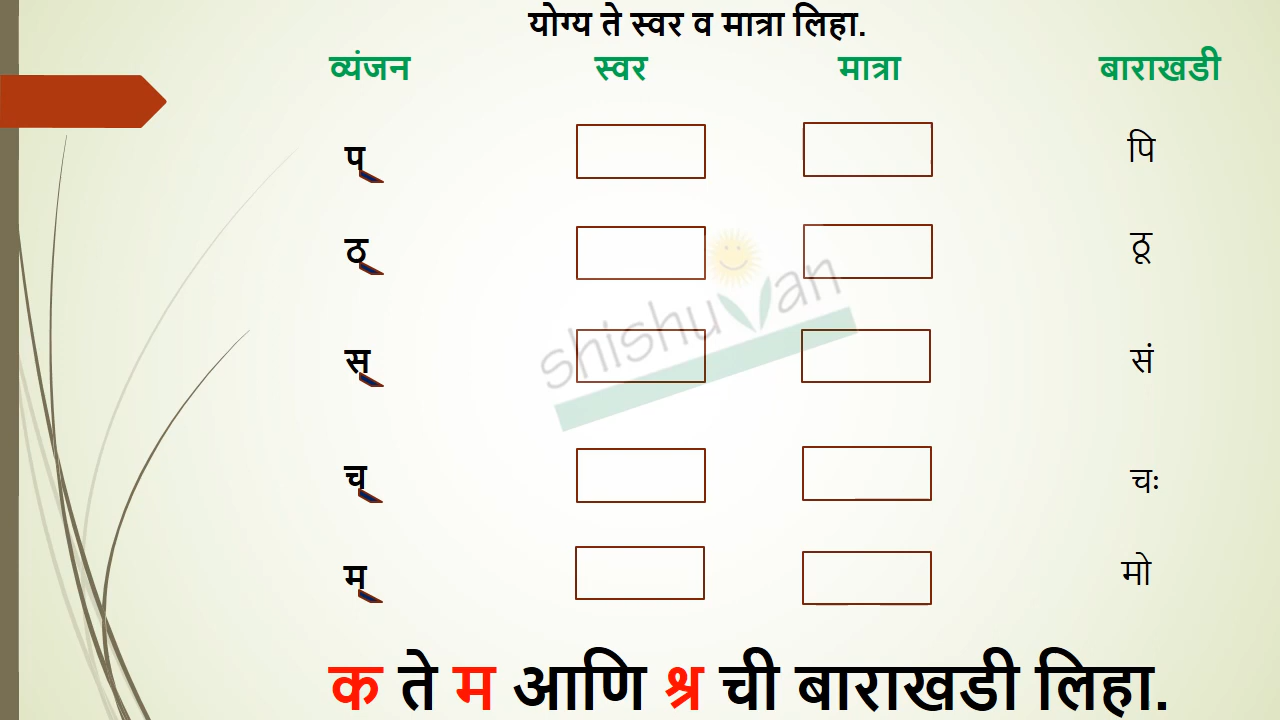 योग्य ते स्वर व मात्रा लिहा.
व्यंजन स्वर मात्रा बाराखडी
प् पि
ठ् ठू
shishuvan
स् सं
च् चः
म् मो
क ते म आणि श्र ची बाराखडी लिहा.